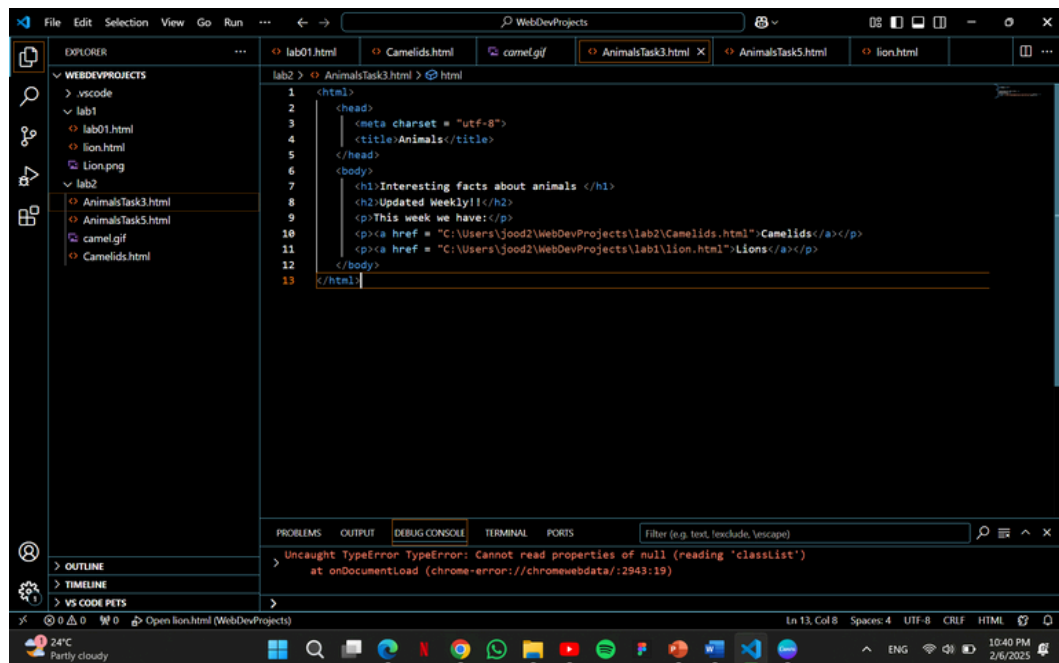 File Edit Selection View Go Run ··· ← → WebDevProjects
EXPLORER ···
lab01.html Camelids.html camel.gif AnimalsTask3.html × AnimalsTask5.html lion.html ···
WEBDEVPROJECTS
> .vscode
lab1
<> lab01.html
<> lion.html
Lion.png
lab2
<> AnimalsTask3.html
<> AnimalsTask5.html
camel.gif
<> Camelids.html
lab2 > <> AnimalsTask3.html > html
1 <html>
2 <head>
3 <meta charset = "utf-8">
4 <title>Animals</title>
5 </head>
6 <body>
7 <h1>Interesting facts about animals </h1>
8 <h2>Updated Weekly!!</h2>
9 <p>This week we have:</p>
10 <p><a href = "C:\Users\jood2\WebDevProjects\lab2\Camelids.html">Camelids</a></p>
11 <p><a href = "C:\Users\jood2\WebDevProjects\lab1\lion.html">Lions</a></p>
12 </body>
13 </html>
PROBLEMS OUTPUT DEBUG CONSOLE TERMINAL PORTS Filter (e.g. text, !exclude, \escape)
Uncaught TypeError TypeError: Cannot read properties of null (reading 'classList')
at onDocumentLoad (chrome-error://chromewebdata/:2943:19)
>
> OUTLINE
> TIMELINE
> VS CODE PETS
1
0 0 0 Open lion.html (WebDevProjects) Ln 13, Col 8 Spaces: 4 UTF-8 CRLF HTML
1 24°C
Partly cloudy
N W Canva
ENG 10:40 PM
2/6/2025